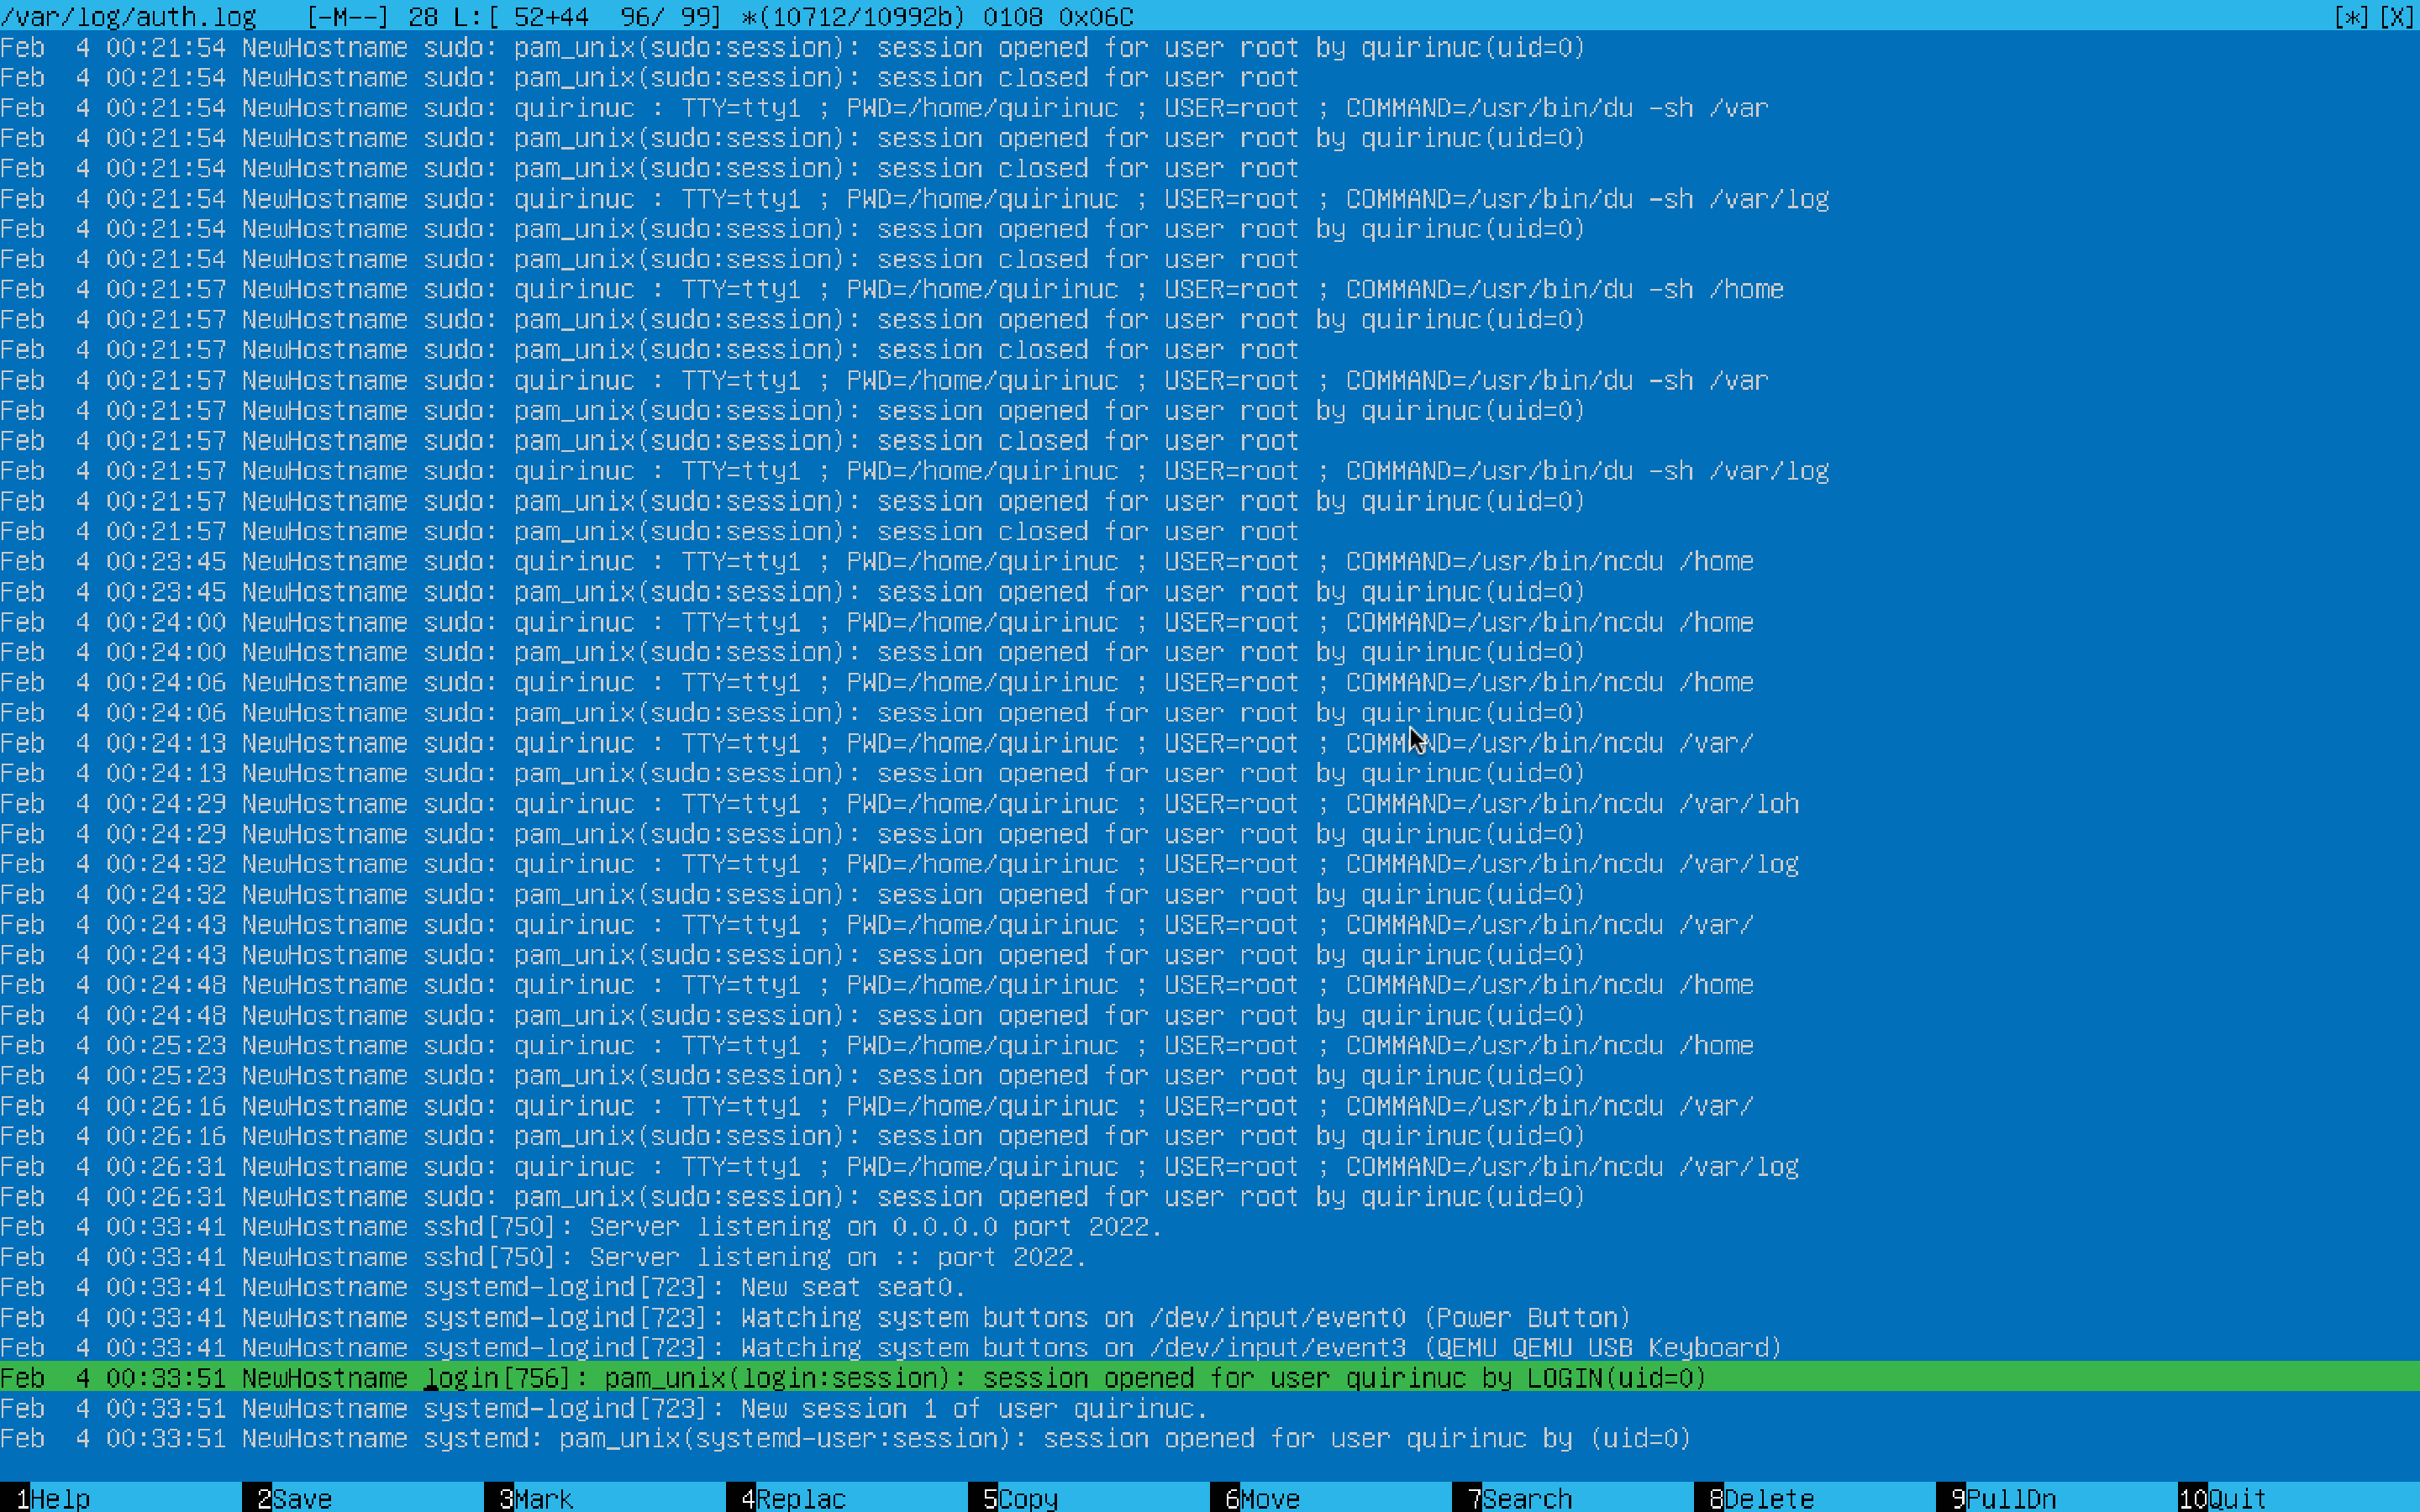 /var/log/auth.log   [-M--] 28 L:[ 52+44  96/ 99] *(10712/10992b) 0108 0x06C [*][X]
Feb  4 00:21:54 NewHostname sudo: pam_unix(sudo:session): session opened for user root by quirinuc(uid=0)
Feb  4 00:21:54 NewHostname sudo: pam_unix(sudo:session): session closed for user root
Feb  4 00:21:54 NewHostname sudo: quirinuc : TTY=tty1 ; PWD=/home/quirinuc ; USER=root ; COMMAND=/usr/bin/du -sh /var
Feb  4 00:21:54 NewHostname sudo: pam_unix(sudo:session): session opened for user root by quirinuc(uid=0)
Feb  4 00:21:54 NewHostname sudo: pam_unix(sudo:session): session closed for user root
Feb  4 00:21:54 NewHostname sudo: quirinuc : TTY=tty1 ; PWD=/home/quirinuc ; USER=root ; COMMAND=/usr/bin/du -sh /var/log
Feb  4 00:21:54 NewHostname sudo: pam_unix(sudo:session): session opened for user root by quirinuc(uid=0)
Feb  4 00:21:54 NewHostname sudo: pam_unix(sudo:session): session closed for user root
Feb  4 00:21:57 NewHostname sudo: quirinuc : TTY=tty1 ; PWD=/home/quirinuc ; USER=root ; COMMAND=/usr/bin/du -sh /home
Feb  4 00:21:57 NewHostname sudo: pam_unix(sudo:session): session opened for user root by quirinuc(uid=0)
Feb  4 00:21:57 NewHostname sudo: pam_unix(sudo:session): session closed for user root
Feb  4 00:21:57 NewHostname sudo: quirinuc : TTY=tty1 ; PWD=/home/quirinuc ; USER=root ; COMMAND=/usr/bin/du -sh /var
Feb  4 00:21:57 NewHostname sudo: pam_unix(sudo:session): session opened for user root by quirinuc(uid=0)
Feb  4 00:21:57 NewHostname sudo: pam_unix(sudo:session): session closed for user root
Feb  4 00:21:57 NewHostname sudo: quirinuc : TTY=tty1 ; PWD=/home/quirinuc ; USER=root ; COMMAND=/usr/bin/du -sh /var/log
Feb  4 00:21:57 NewHostname sudo: pam_unix(sudo:session): session opened for user root by quirinuc(uid=0)
Feb  4 00:21:57 NewHostname sudo: pam_unix(sudo:session): session closed for user root
Feb  4 00:23:45 NewHostname sudo: quirinuc : TTY=tty1 ; PWD=/home/quirinuc ; USER=root ; COMMAND=/usr/bin/ncdu /home
Feb  4 00:23:45 NewHostname sudo: pam_unix(sudo:session): session opened for user root by quirinuc(uid=0)
Feb  4 00:24:00 NewHostname sudo: quirinuc : TTY=tty1 ; PWD=/home/quirinuc ; USER=root ; COMMAND=/usr/bin/ncdu /home
Feb  4 00:24:00 NewHostname sudo: pam_unix(sudo:session): session opened for user root by quirinuc(uid=0)
Feb  4 00:24:06 NewHostname sudo: quirinuc : TTY=tty1 ; PWD=/home/quirinuc ; USER=root ; COMMAND=/usr/bin/ncdu /home
Feb  4 00:24:06 NewHostname sudo: pam_unix(sudo:session): session opened for user root by quirinuc(uid=0)
Feb  4 00:24:13 NewHostname sudo: quirinuc : TTY=tty1 ; PWD=/home/quirinuc ; USER=root ; COMMAND=/usr/bin/ncdu /var/
Feb  4 00:24:13 NewHostname sudo: pam_unix(sudo:session): session opened for user root by quirinuc(uid=0)
Feb  4 00:24:29 NewHostname sudo: quirinuc : TTY=tty1 ; PWD=/home/quirinuc ; USER=root ; COMMAND=/usr/bin/ncdu /var/loh
Feb  4 00:24:29 NewHostname sudo: pam_unix(sudo:session): session opened for user root by quirinuc(uid=0)
Feb  4 00:24:32 NewHostname sudo: quirinuc : TTY=tty1 ; PWD=/home/quirinuc ; USER=root ; COMMAND=/usr/bin/ncdu /var/log
Feb  4 00:24:32 NewHostname sudo: pam_unix(sudo:session): session opened for user root by quirinuc(uid=0)
Feb  4 00:24:43 NewHostname sudo: quirinuc : TTY=tty1 ; PWD=/home/quirinuc ; USER=root ; COMMAND=/usr/bin/ncdu /var/
Feb  4 00:24:43 NewHostname sudo: pam_unix(sudo:session): session opened for user root by quirinuc(uid=0)
Feb  4 00:24:48 NewHostname sudo: quirinuc : TTY=tty1 ; PWD=/home/quirinuc ; USER=root ; COMMAND=/usr/bin/ncdu /home
Feb  4 00:24:48 NewHostname sudo: pam_unix(sudo:session): session opened for user root by quirinuc(uid=0)
Feb  4 00:25:23 NewHostname sudo: quirinuc : TTY=tty1 ; PWD=/home/quirinuc ; USER=root ; COMMAND=/usr/bin/ncdu /home
Feb  4 00:25:23 NewHostname sudo: pam_unix(sudo:session): session opened for user root by quirinuc(uid=0)
Feb  4 00:26:16 NewHostname sudo: quirinuc : TTY=tty1 ; PWD=/home/quirinuc ; USER=root ; COMMAND=/usr/bin/ncdu /var/
Feb  4 00:26:16 NewHostname sudo: pam_unix(sudo:session): session opened for user root by quirinuc(uid=0)
Feb  4 00:26:31 NewHostname sudo: quirinuc : TTY=tty1 ; PWD=/home/quirinuc ; USER=root ; COMMAND=/usr/bin/ncdu /var/log
Feb  4 00:26:31 NewHostname sudo: pam_unix(sudo:session): session opened for user root by quirinuc(uid=0)
Feb  4 00:33:41 NewHostname sshd[750]: Server listening on 0.0.0.0 port 2022.
Feb  4 00:33:41 NewHostname sshd[750]: Server listening on :: port 2022.
Feb  4 00:33:41 NewHostname systemd-logind[723]: New seat seat0.
Feb  4 00:33:41 NewHostname systemd-logind[723]: Watching system buttons on /dev/input/event0 (Power Button)
Feb  4 00:33:41 NewHostname systemd-logind[723]: Watching system buttons on /dev/input/event3 (QEMU QEMU USB Keyboard)
Feb  4 00:33:51 NewHostname login[756]: pam_unix(login:session): session opened for user quirinuc by LOGIN(uid=0)
Feb  4 00:33:51 NewHostname systemd-logind[723]: New session 1 of user quirinuc.
Feb  4 00:33:51 NewHostname systemd: pam_unix(systemd-user:session): session opened for user quirinuc by (uid=0)
1Help 2Save 3Mark 4Replac 5Copy 6Move 7Search 8Delete 9PullDn 10Quit